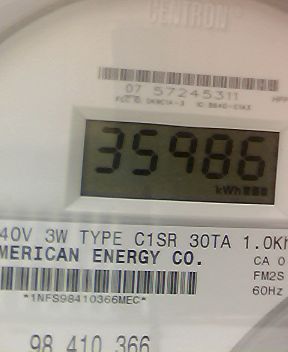 CENTRON®
07 57245311
35986
kWh
40V 3W TYPE C1SR 30TA 1.0Kh
MERICAN ENERGY CO.
CA 0
FM2S
60Hz
*1NFS98410366MEC*
98 410 366